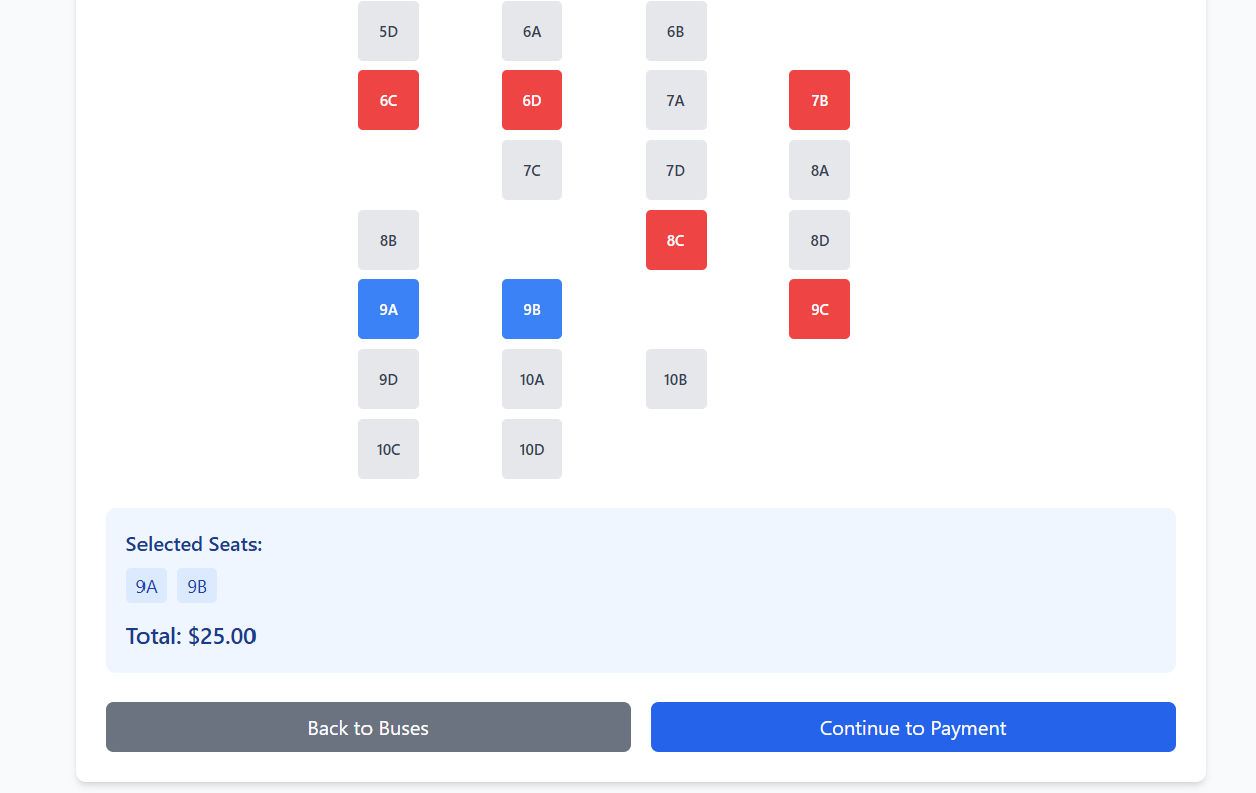 5D 6A 6B
6C 6D 7A 7B
7C 7D 8A
8B 8C 8D
9A 9B 9C
9D 10A 10B
10C 10D
Selected Seats:
9A 9B
Total: $25.00
Back to Buses Continue to Payment